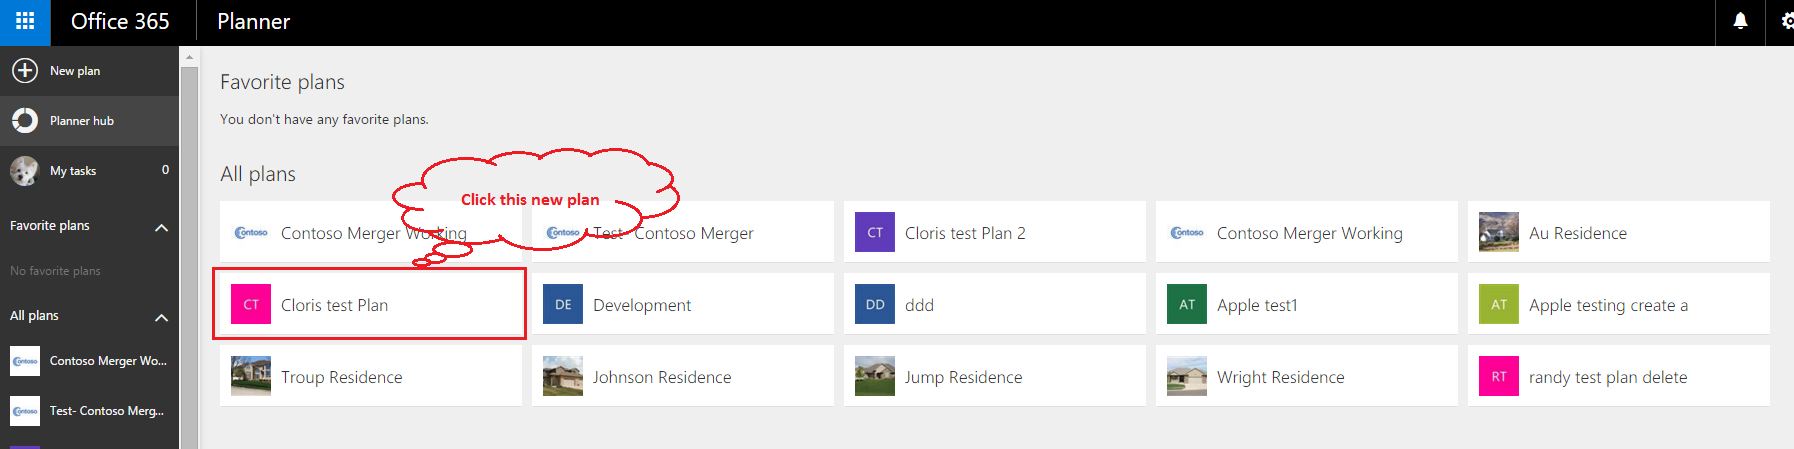 Office 365
Planner
New plan
Planner hub
My tasks
0
Favorite plans
No favorite plans
All plans
Contoso Contoso Merger Wo...
Contoso Test- Contoso Merg...
Favorite plans
You don't have any favorite plans.
All plans
Click this new plan
Contoso Contoso Merger Working
Contoso Test- Contoso Merger
CT Cloris test Plan 2
Contoso Contoso Merger Working
Au Residence
CT Cloris test Plan
DE Development
DD ddd
AT Apple test1
AT Apple testing create a
Troup Residence
Johnson Residence
Jump Residence
Wright Residence
RT randy test plan delete